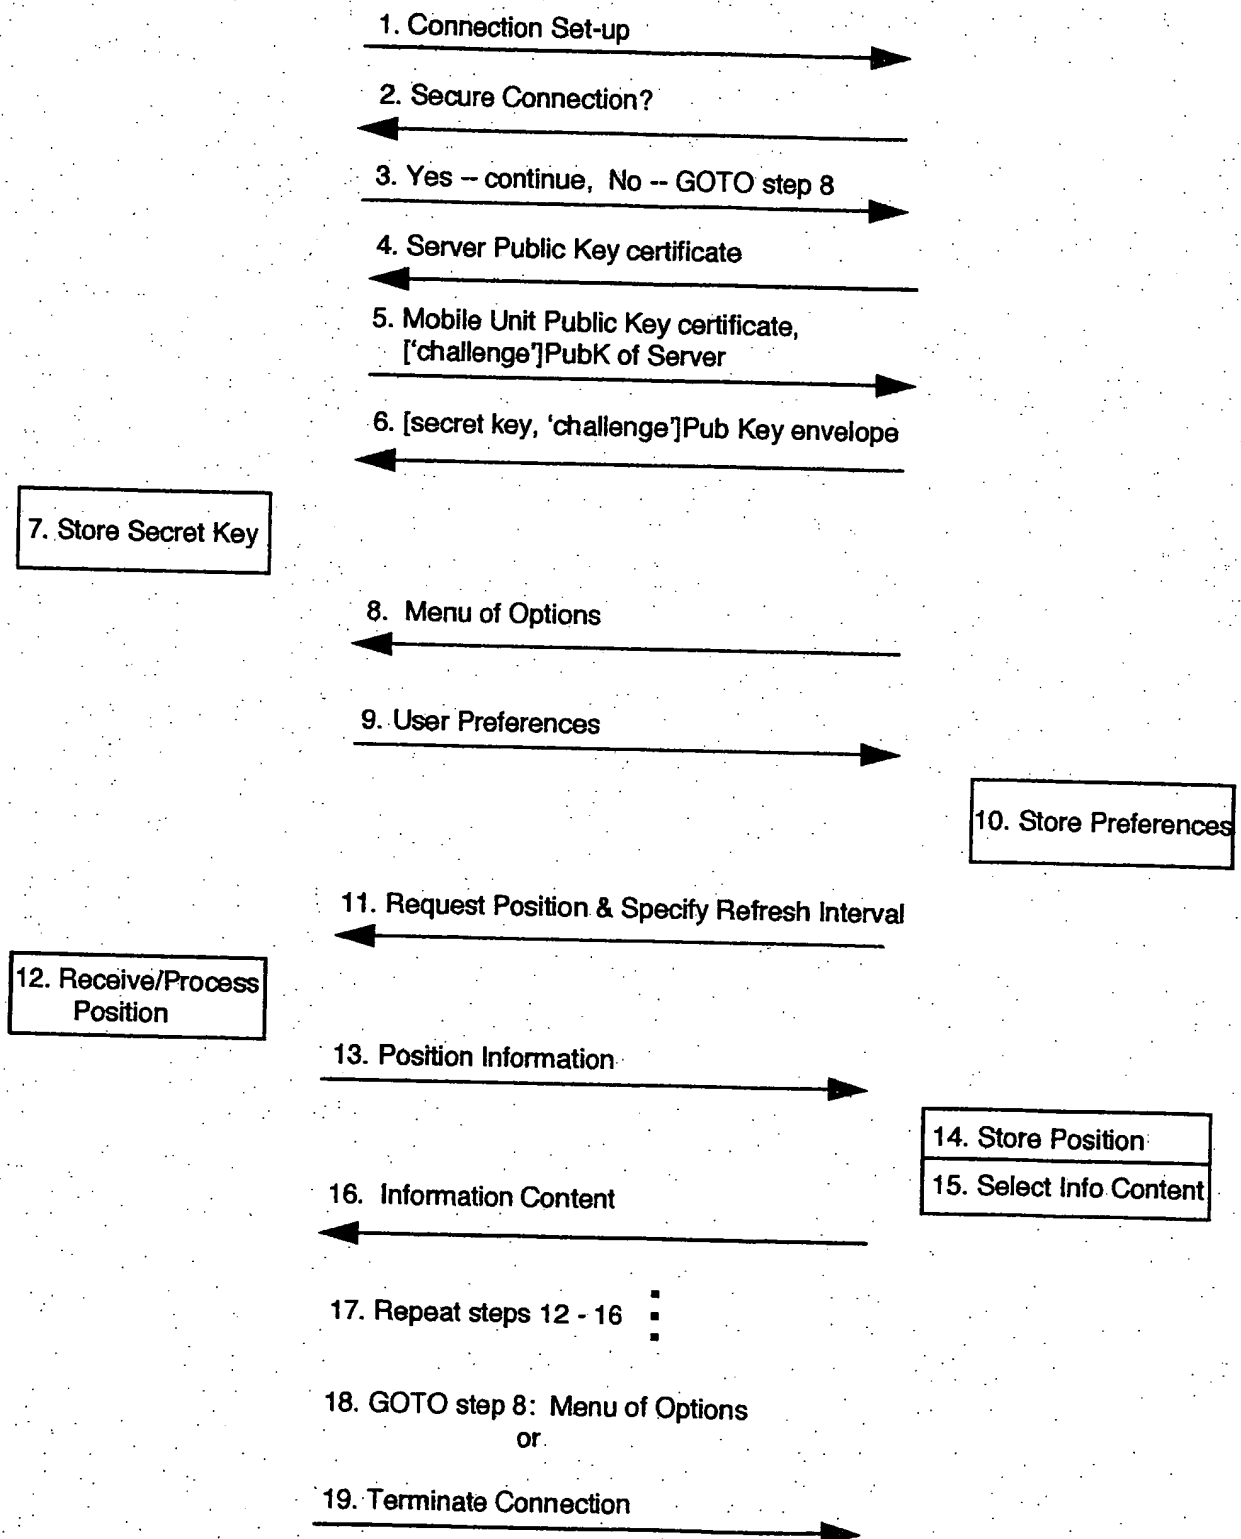 1. Connection Set-up
2. Secure Connection?
3. Yes -- continue, No -- GOTO step 8
4. Server Public Key certificate
5. Mobile Unit Public Key certificate,
['challenge']PubK of Server
6. [secret key, 'challenge']Pub Key envelope
7. Store Secret Key
8. Menu of Options
9. User Preferences
10. Store Preferences
11. Request Position & Specify Refresh Interval
12. Receive/Process
Position
13. Position Information
14. Store Position
15. Select Info Content
16. Information Content
17. Repeat steps 12 - 16
18. GOTO step 8: Menu of Options
or
19. Terminate Connection